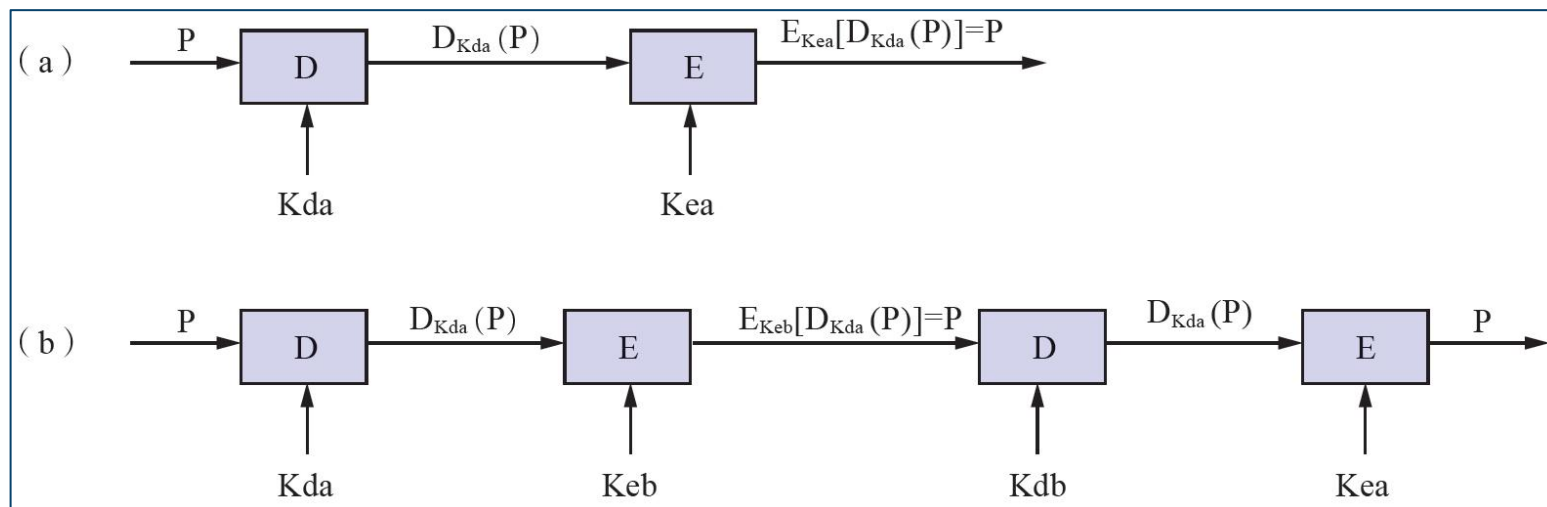 (a) P D D_Kda(P) E E_Kea[D_Kda(P)]=P
Kda Kea
(b) P D D_Kda(P) E E_Keb[D_Kda(P)]=P D D_Kda(P) E P
Kda Keb Kdb Kea